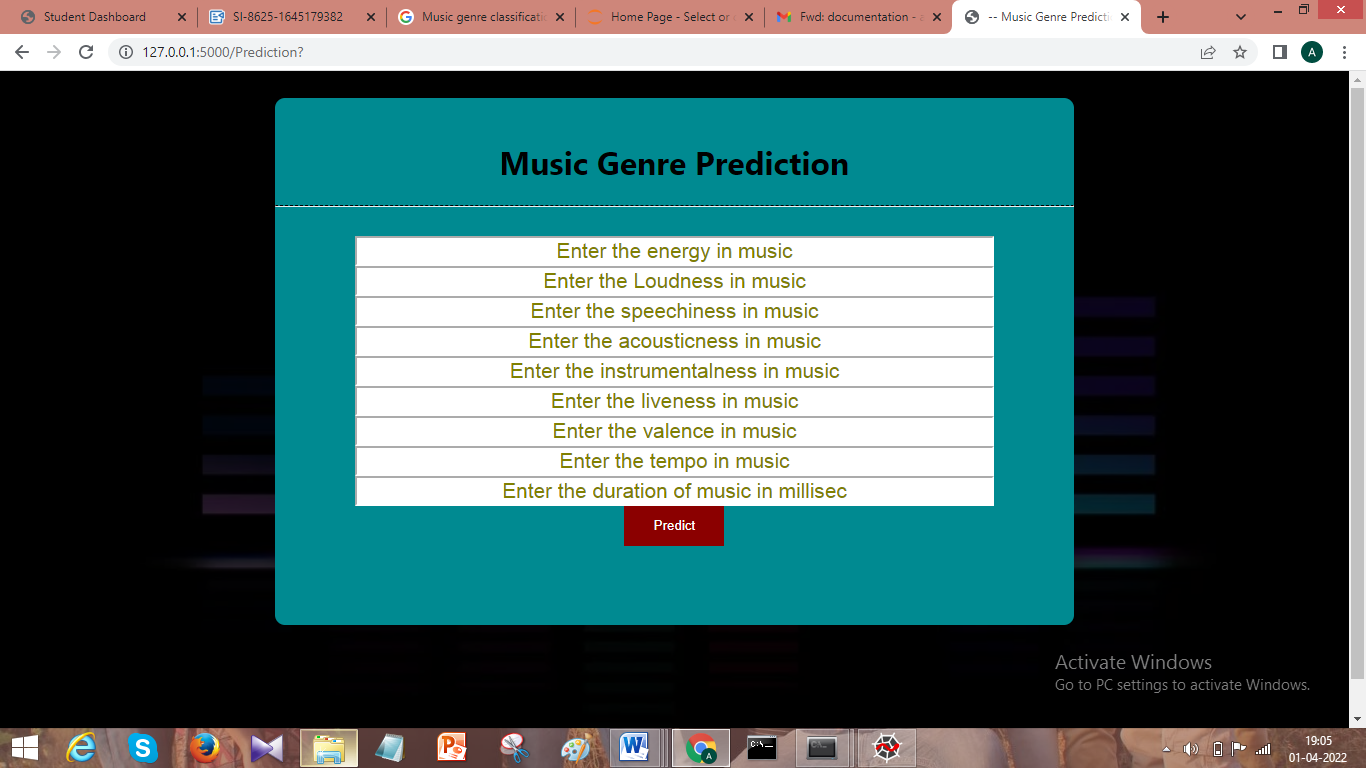 Student Dashboard
SI-8625-1645179382
Music genre classificati
Home Page - Select or
Fwd: documentation - a
-- Music Genre Predicti
127.0.0.1:5000/Prediction?
A
Music Genre Prediction
Enter the energy in music
Enter the Loudness in music
Enter the speechiness in music
Enter the acousticness in music
Enter the instrumentalness in music
Enter the liveness in music
Enter the valence in music
Enter the tempo in music
Enter the duration of music in millisec
Predict
Activate Windows
Go to PC settings to activate Windows.
19:05
01-04-2022